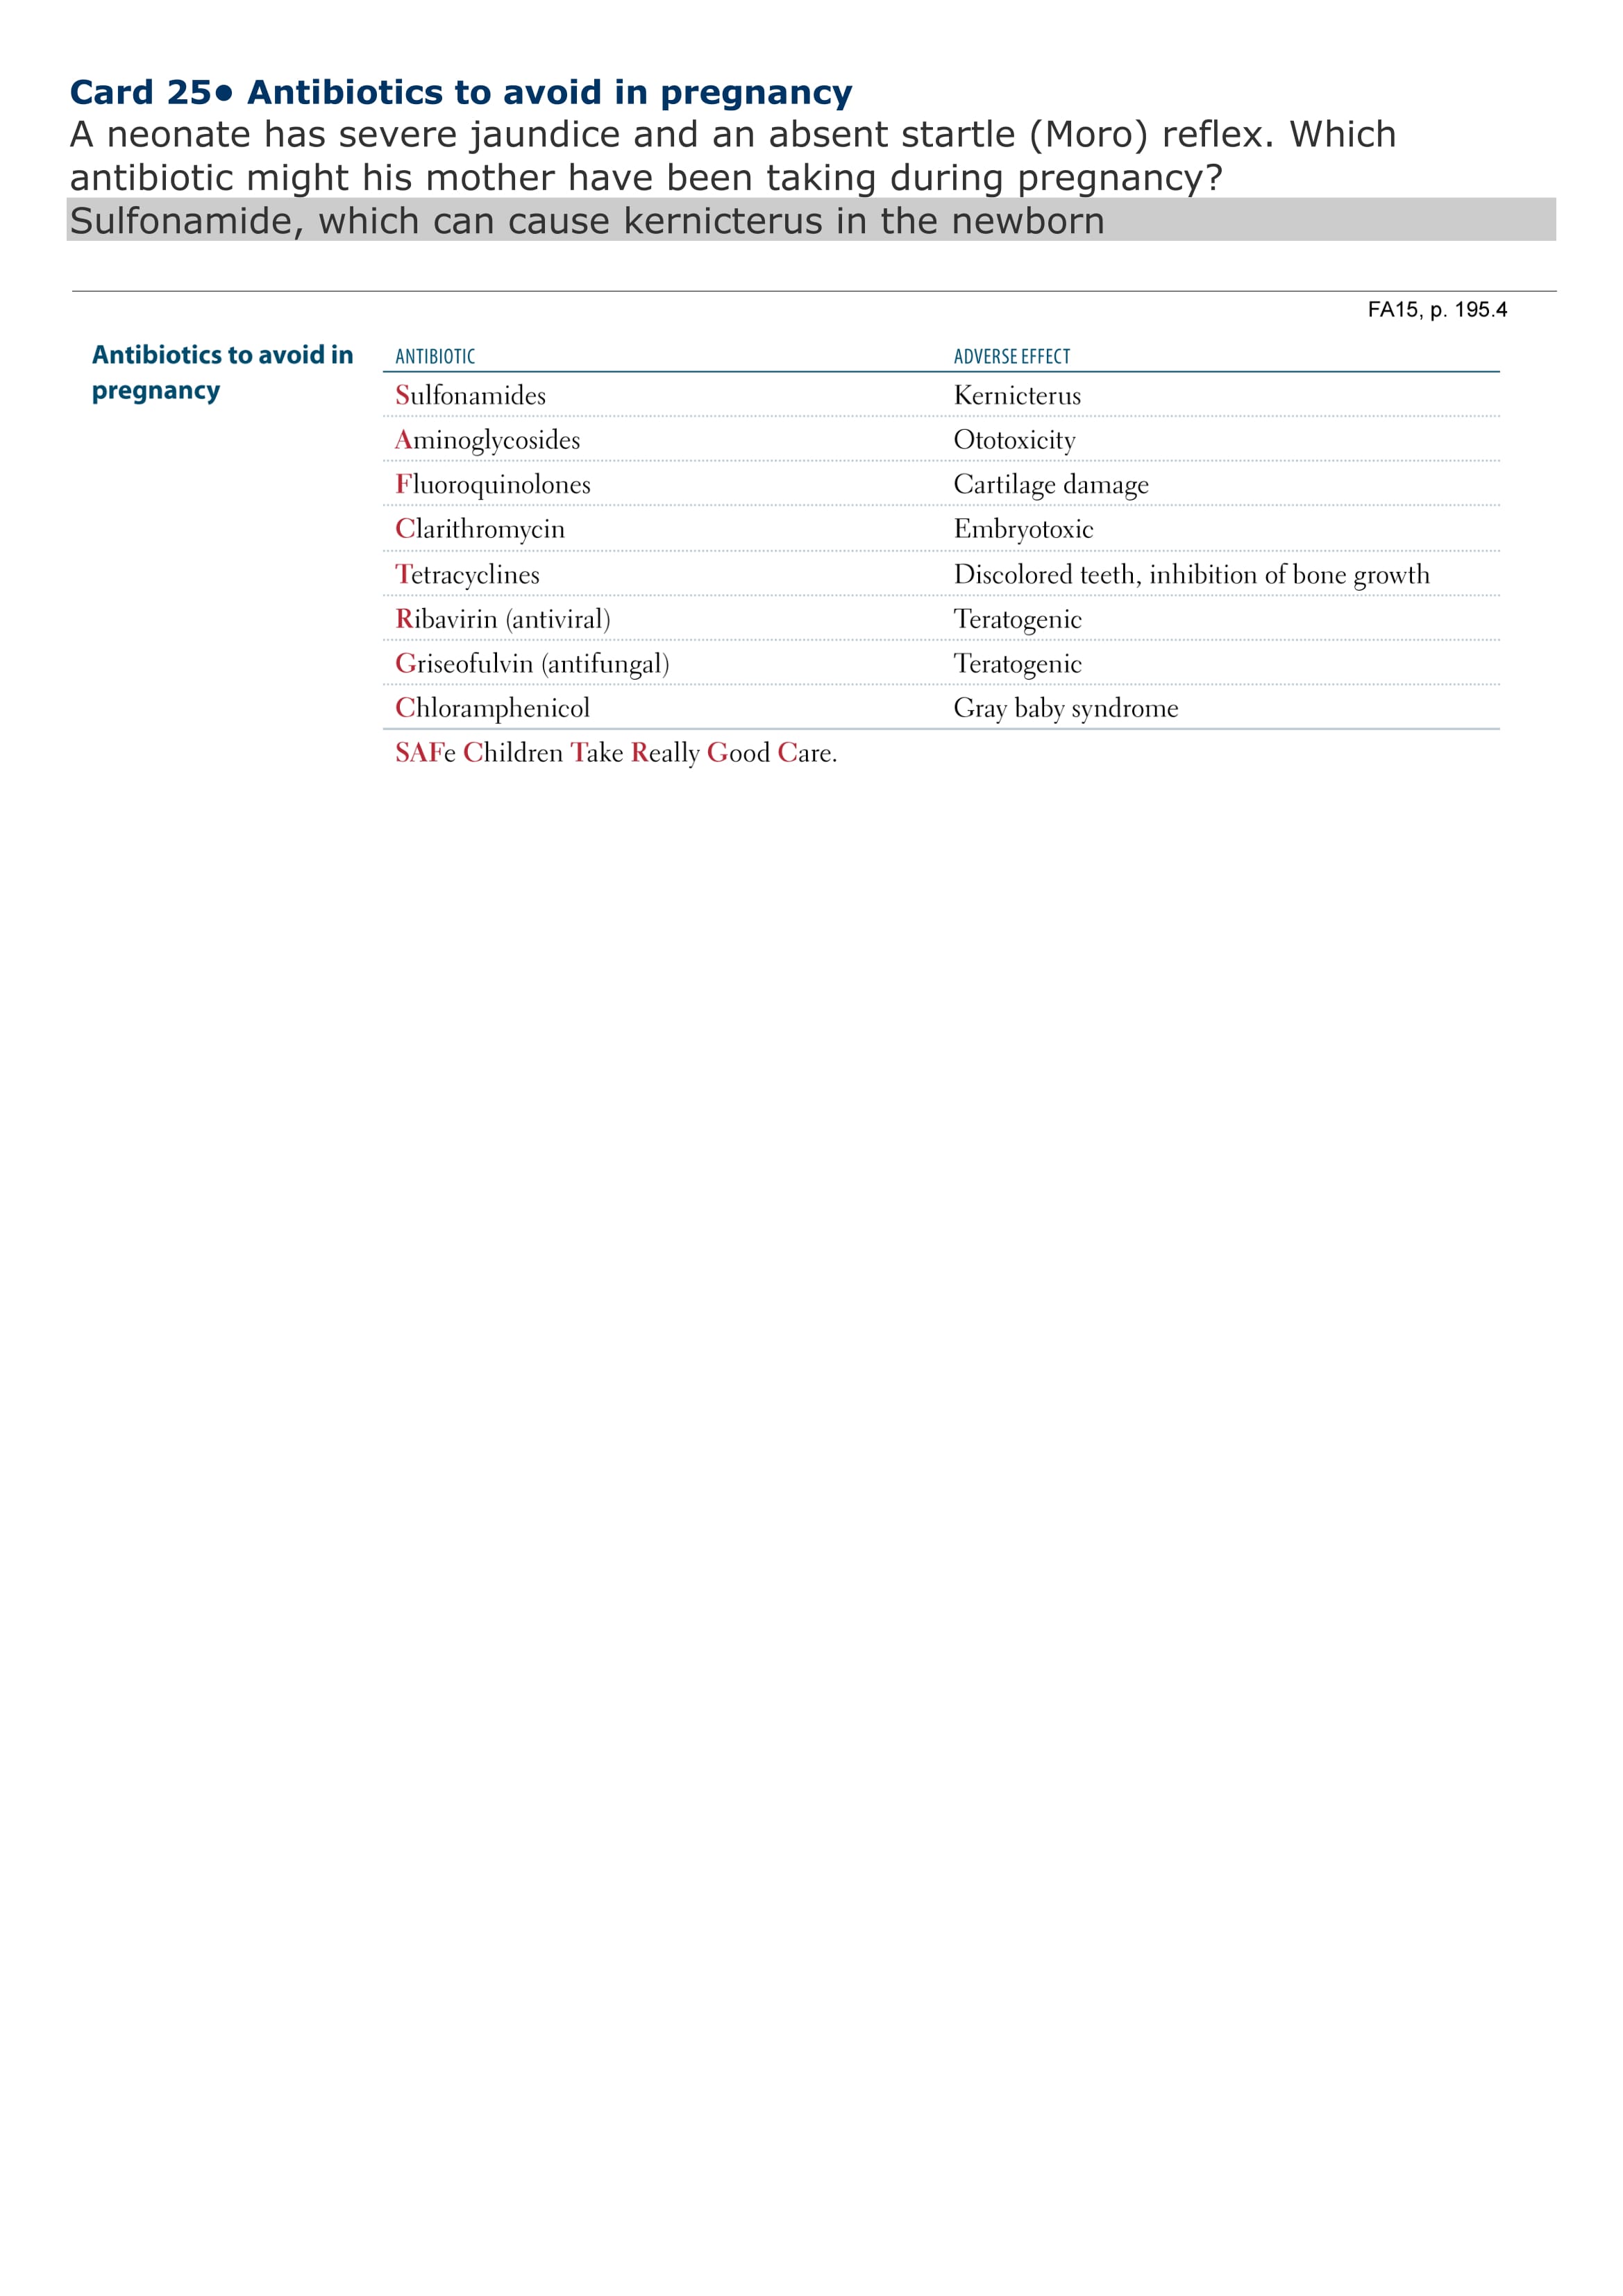 Card 25• Antibiotics to avoid in pregnancy
A neonate has severe jaundice and an absent startle (Moro) reflex. Which
antibiotic might his mother have been taking during pregnancy?
Sulfonamide, which can cause kernicterus in the newborn
FA15, p. 195.4
Antibiotics to avoid in
pregnancy
ANTIBIOTIC ADVERSE EFFECT
Sulfonamides Kernicterus
Aminoglycosides Ototoxicity
Fluoroquinolones Cartilage damage
Clarithromycin Embryotoxic
Tetracyclines Discolored teeth, inhibition of bone growth
Ribavirin (antiviral) Teratogenic
Griseofulvin (antifungal) Teratogenic
Chloramphenicol Gray baby syndrome
SAFe Children Take Really Good Care.